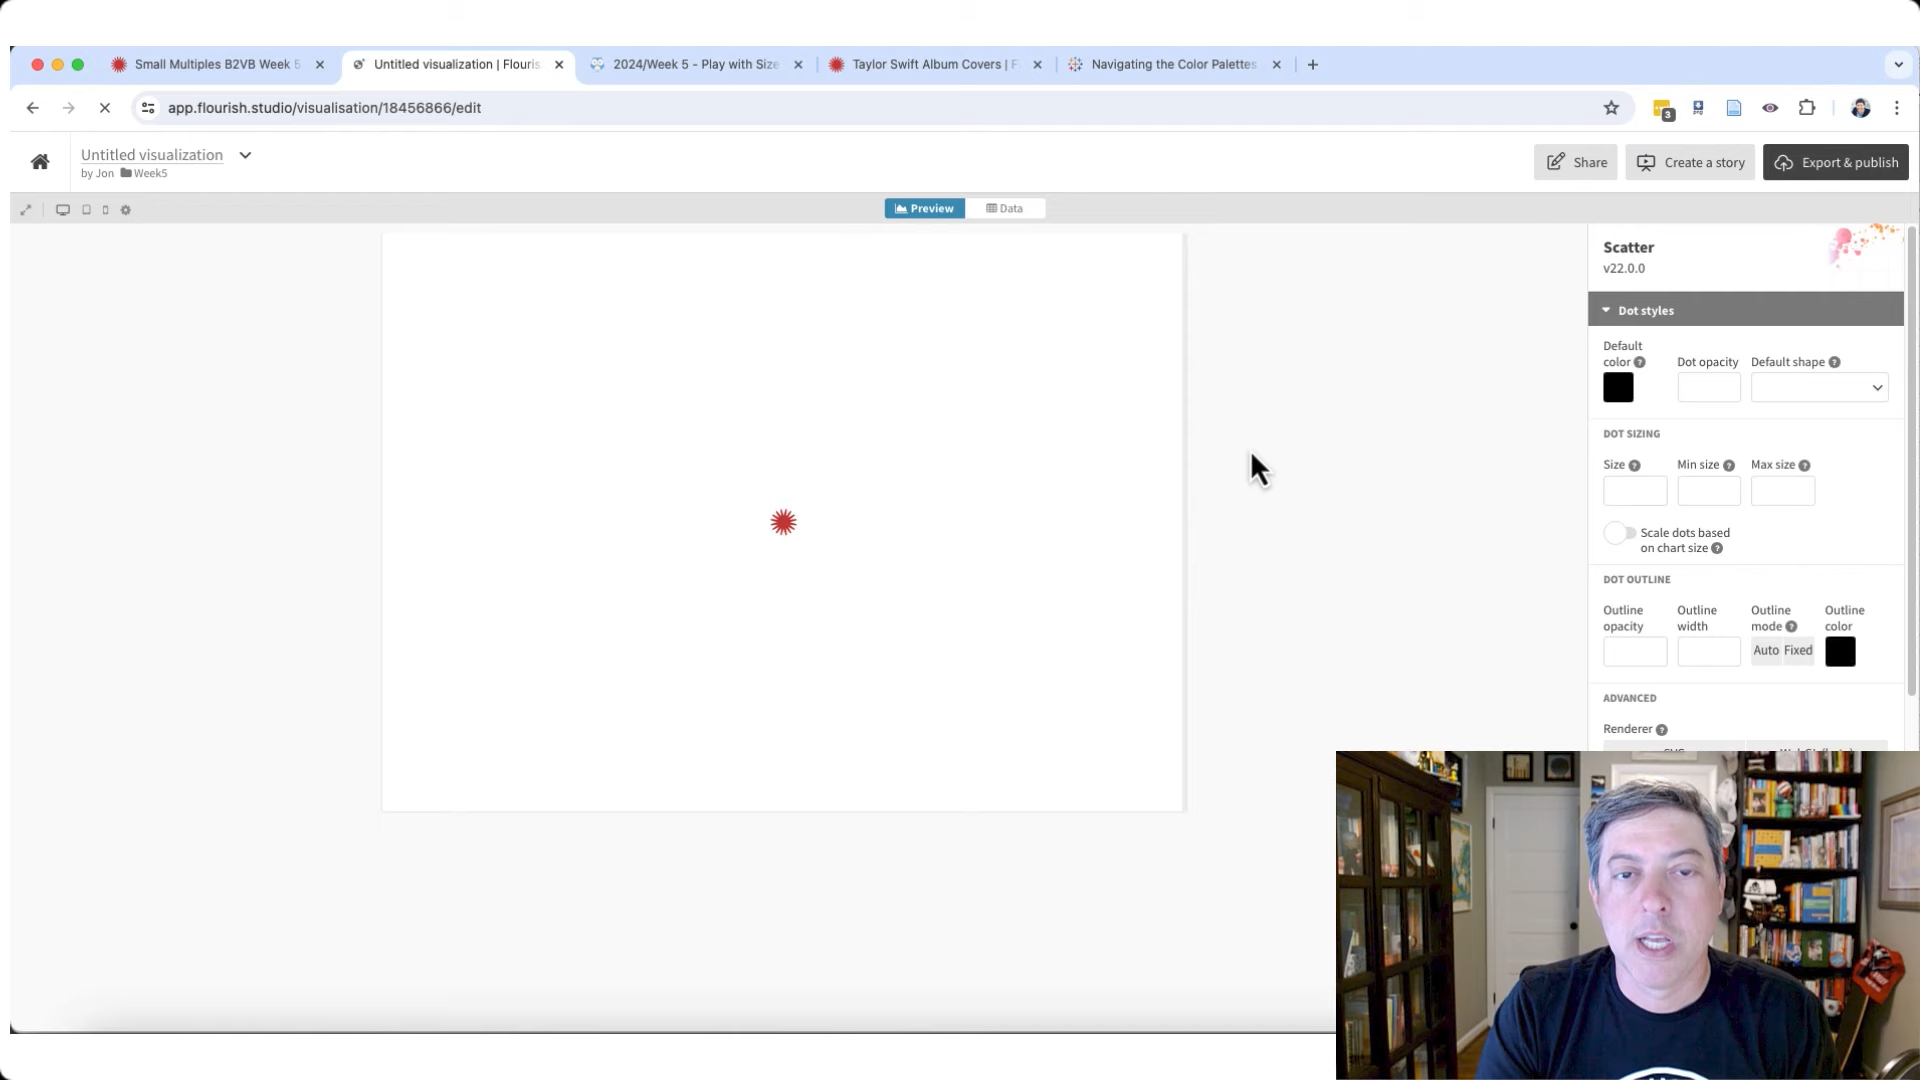 Small Multiples B2VB Week 5
Untitled visualization | Flouris
2024/Week 5 - Play with Size
Taylor Swift Album Covers | F
Navigating the Color Palettes
app.flourish.studio/visualisation/18456866/edit
3
Untitled visualization
by Jon Week5
Share
Create a story
Export & publish
Preview
Data
Scatter
v22.0.0
Dot styles
Default color
Dot opacity
Default shape
DOT SIZING
Size
Min size
Max size
Scale dots based
on chart size
DOT OUTLINE
Outline opacity
Outline width
Outline mode
Outline color
Auto Fixed
ADVANCED
Renderer